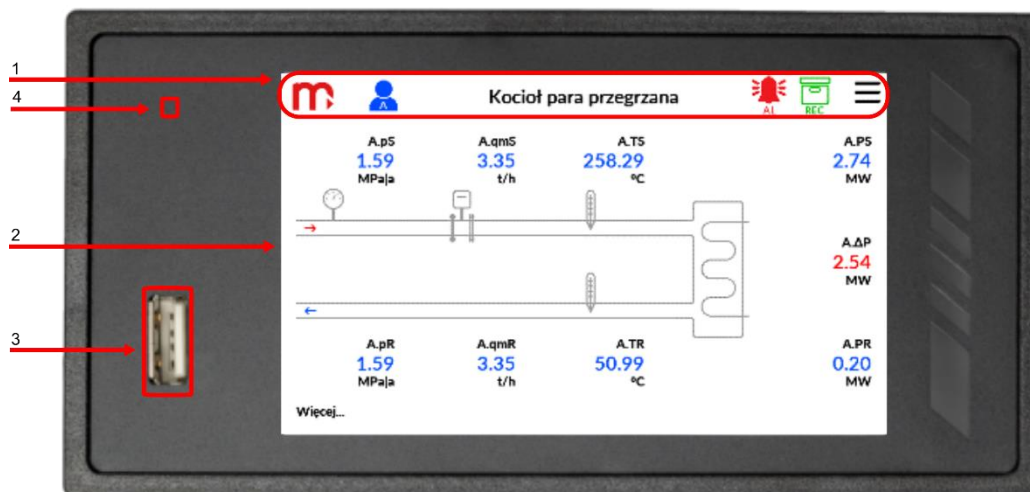 1
4
2
3
m
A
Kocioł para przegrzana
AL
REC
A.pS
1.59
MPa|a
A.qmS
3.35
t/h
A.TS
258.29
°C
A.PS
2.74
MW
A.ΔP
2.54
MW
A.pR
1.59
MPa|a
A.qmR
3.35
t/h
A.TR
50.99
°C
A.PR
0.20
MW
Więcej...